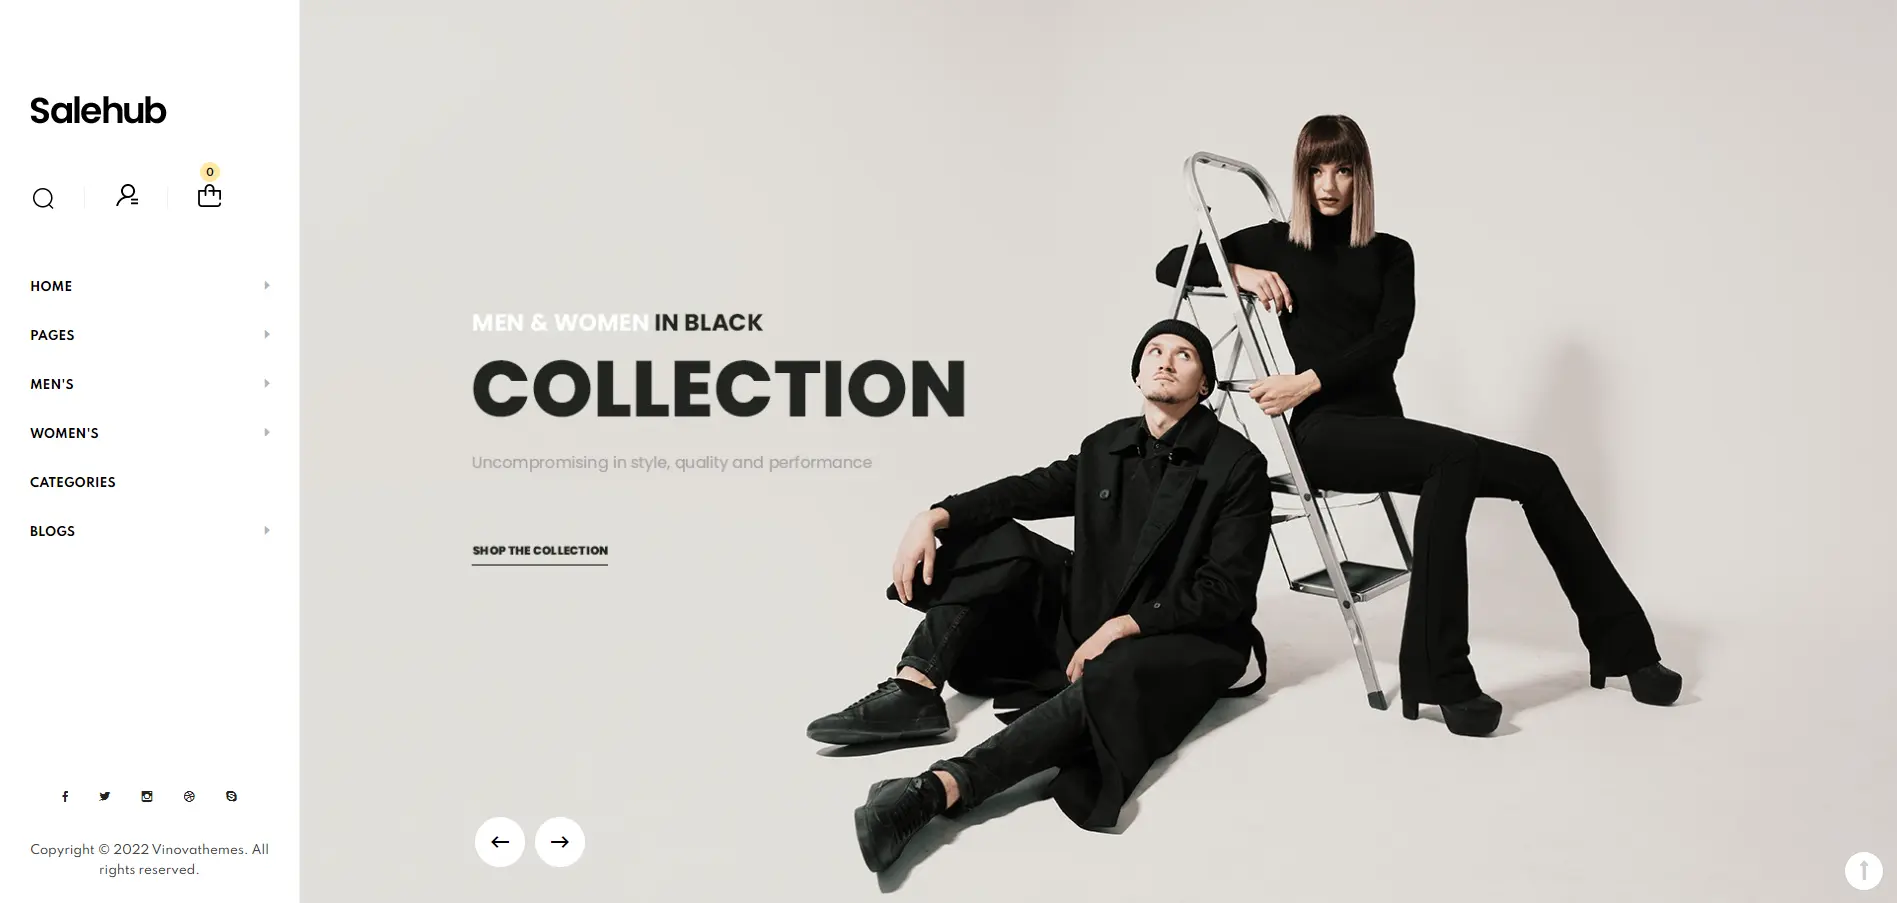 Salehub
0
HOME
PAGES
MEN'S
WOMEN'S
CATEGORIES
BLOGS
Copyright © 2022 Vinovathemes. All
rights reserved.
MEN & WOMEN IN BLACK
COLLECTION
Uncompromising in style, quality and performance
SHOP THE COLLECTION